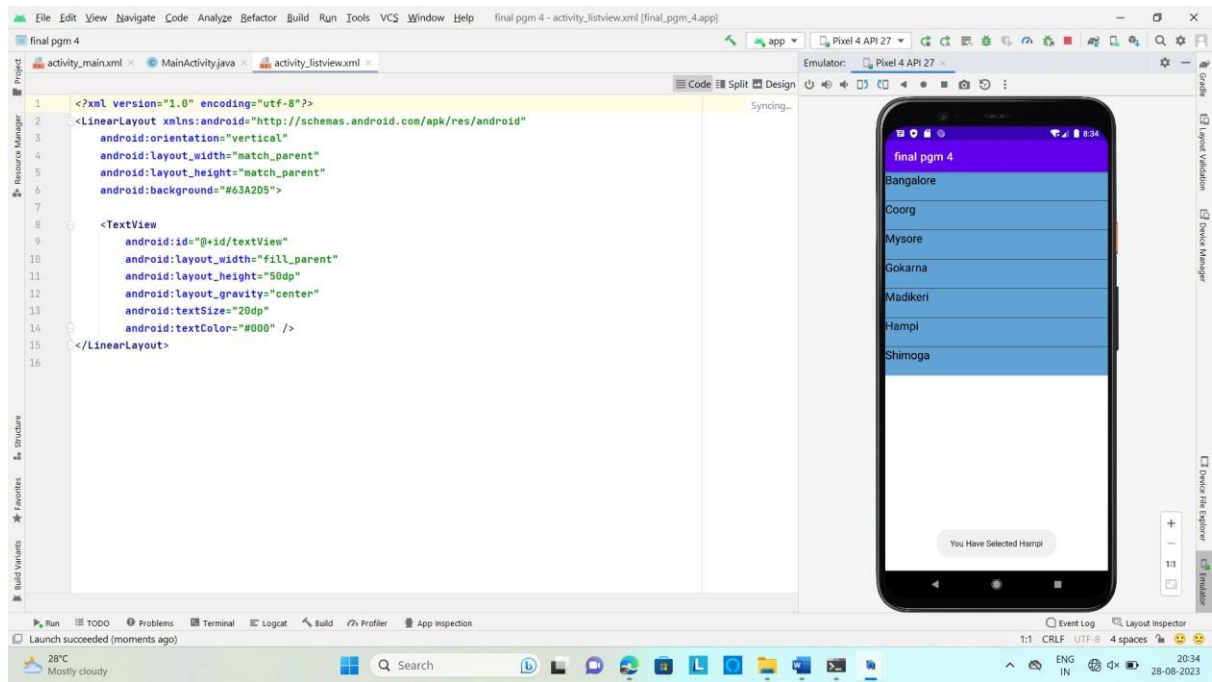 File Edit View Navigate Code Analyze Refactor Build Run Tools VCS Window Help final pgm 4 - activity_listview.xml [final_pgm_4.app]
final pgm 4 app Pixel 4 API 27
activity_main.xml MainActivity.java activity_listview.xml Emulator: Pixel 4 API 27
Code Split Design
Syncing...
1 <?xml version="1.0" encoding="utf-8"?>
2 <LinearLayout xmlns:android="http://schemas.android.com/apk/res/android"
3 android:orientation="vertical"
4 android:layout_width="match_parent"
5 android:layout_height="match_parent"
6 android:background="#63A2D5">
7
8 <TextView
9 android:id="@+id/textView"
10 android:layout_width="fill_parent"
11 android:layout_height="50dp"
12 android:layout_gravity="center"
13 android:textSize="20dp"
14 android:textColor="#000" />
15 </LinearLayout>
16
8:34
final pgm 4
Bangalore
Coorg
Mysore
Gokarna
Madikeri
Hampi
Shimoga
You Have Selected Hampi
1:1
Project
Resource Manager
Structure
Favorites
Build Variants
Gradle
Layout Validation
Device Manager
Device File Explorer
Emulator
Run TODO Problems Terminal Logcat Build Profiler App Inspection Event Log Layout Inspector
Launch succeeded (moments ago) 1:1 CRLF UTF-8 4 spaces
28°C
Mostly cloudy
Search
ENG
IN
20:34
28-08-2023